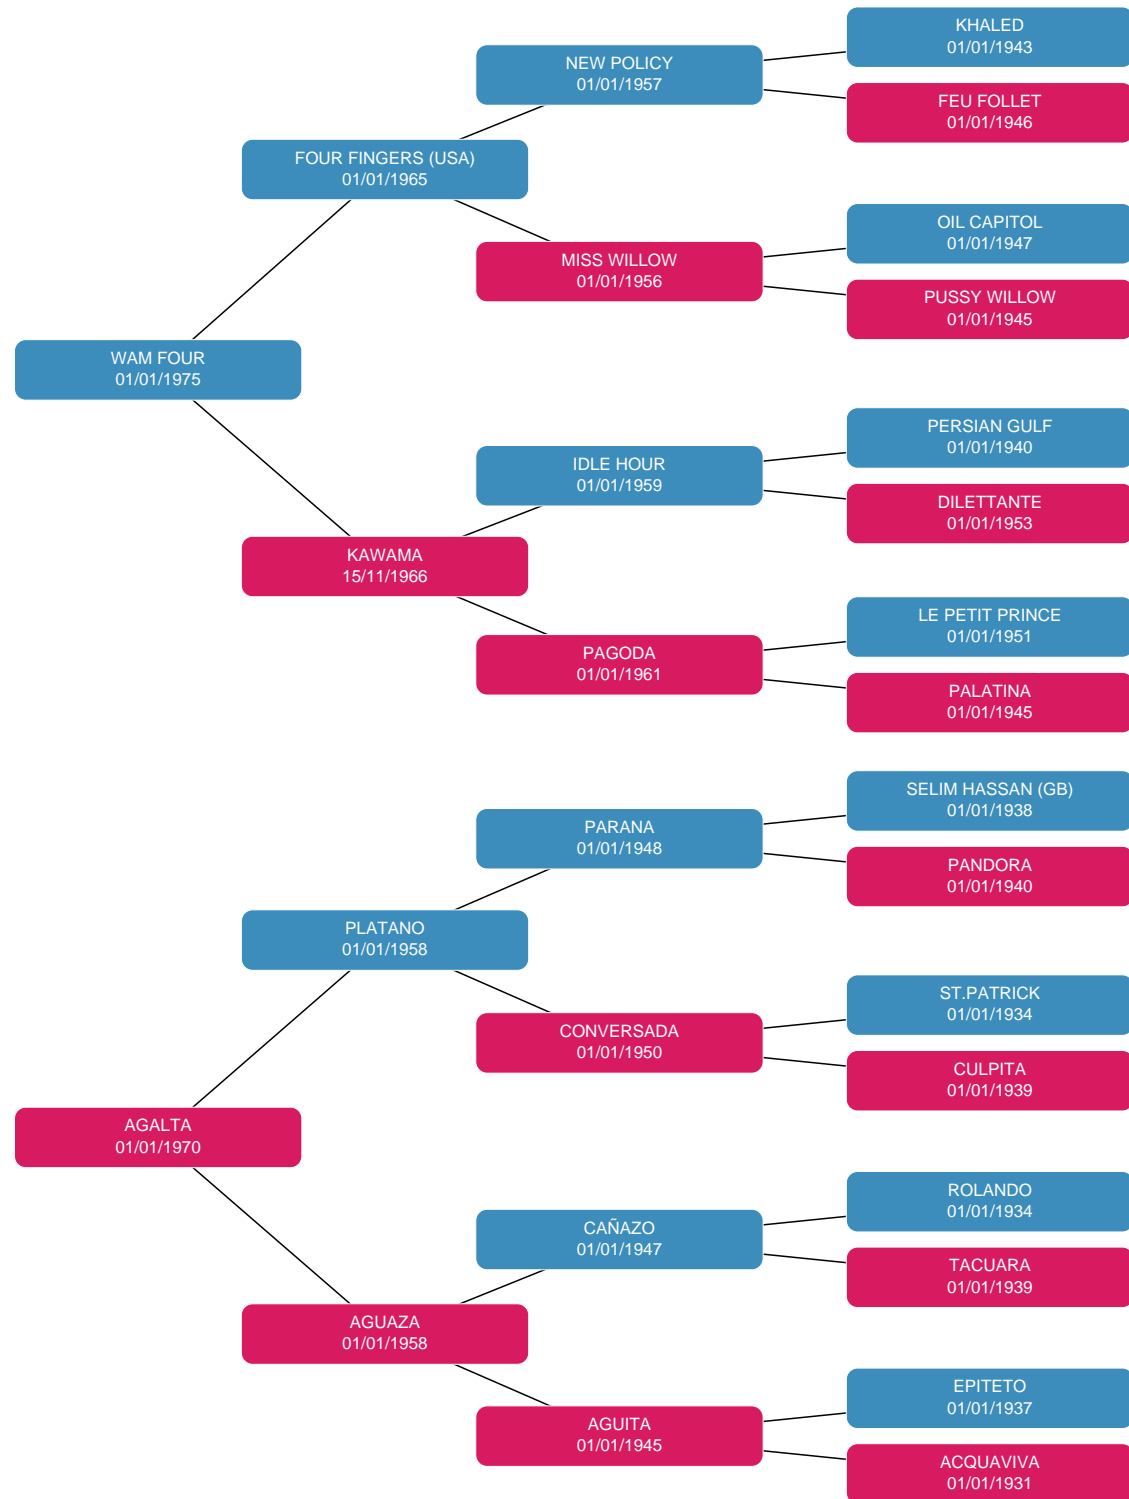 KHALED
01/01/1943
NEW POLICY
01/01/1957
FEU FOLLET
01/01/1946
FOUR FINGERS (USA)
01/01/1965
OIL CAPITOL
01/01/1947
MISS WILLOW
01/01/1956
PUSSY WILLOW
01/01/1945
WAM FOUR
01/01/1975
PERSIAN GULF
01/01/1940
IDLE HOUR
01/01/1959
DILETTANTE
01/01/1953
KAWAMA
15/11/1966
LE PETIT PRINCE
01/01/1951
PAGODA
01/01/1961
PALATINA
01/01/1945
SELIM HASSAN (GB)
01/01/1938
PARANA
01/01/1948
PANDORA
01/01/1940
PLATANO
01/01/1958
ST.PATRICK
01/01/1934
CONVERSADA
01/01/1950
CULPITA
01/01/1939
AGALTA
01/01/1970
ROLANDO
01/01/1934
CAÑAZO
01/01/1947
TACUARA
01/01/1939
AGUAZA
01/01/1958
EPITETO
01/01/1937
AGUITA
01/01/1945
ACQUAVIVA
01/01/1931